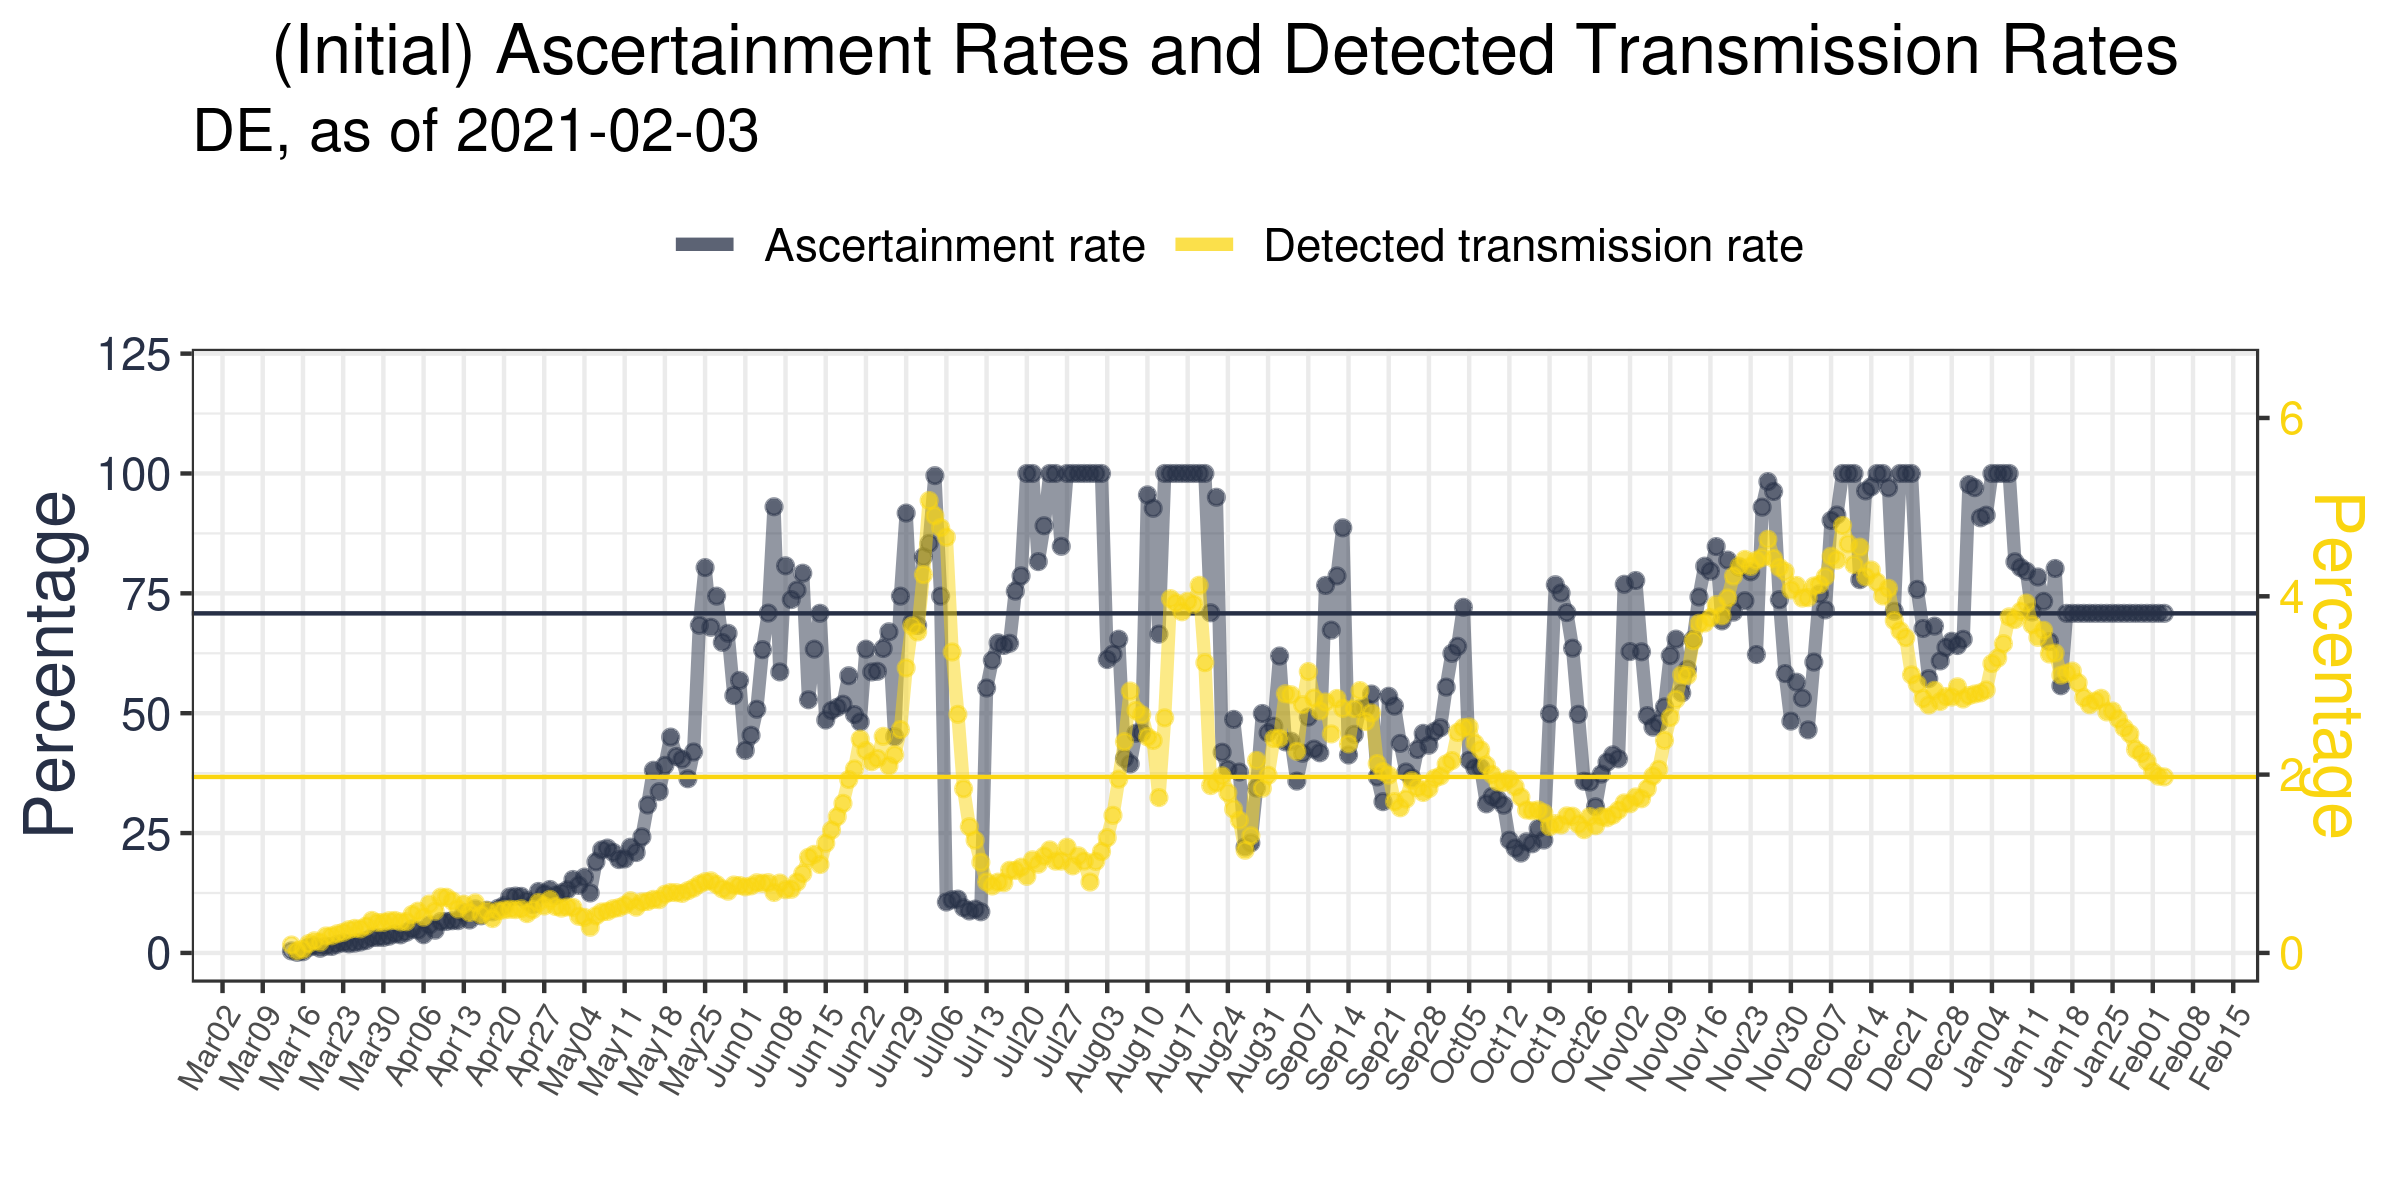 (Initial) Ascertainment Rates and Detected Transmission Rates
DE, as of 2021-02-03
Ascertainment rate
Detected transmission rate
125
100
75
50
25
0
Percentage
6
4
2
0
Percentage
Mar02
Mar09
Mar16
Mar23
Mar30
Apr06
Apr13
Apr20
Apr27
May04
May11
May18
May25
Jun01
Jun08
Jun15
Jun22
Jun29
Jul06
Jul13
Jul20
Jul27
Aug03
Aug10
Aug17
Aug24
Aug31
Sep07
Sep14
Sep21
Sep28
Oct05
Oct12
Oct19
Oct26
Nov02
Nov09
Nov16
Nov23
Nov30
Dec07
Dec14
Dec21
Dec28
Jan04
Jan11
Jan18
Jan25
Feb01
Feb08
Feb15